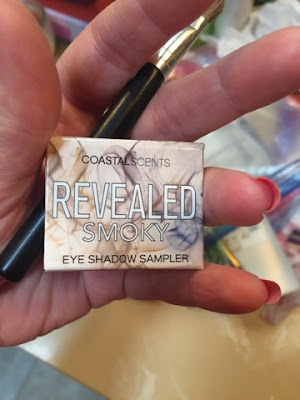 COASTALSCENTS
REVEALED
SMOKY
EYE SHADOW SAMPLER